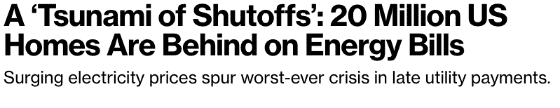 A ‘Tsunami of Shutoffs’: 20 Million US
Homes Are Behind on Energy Bills
Surging electricity prices spur worst-ever crisis in late utility payments.